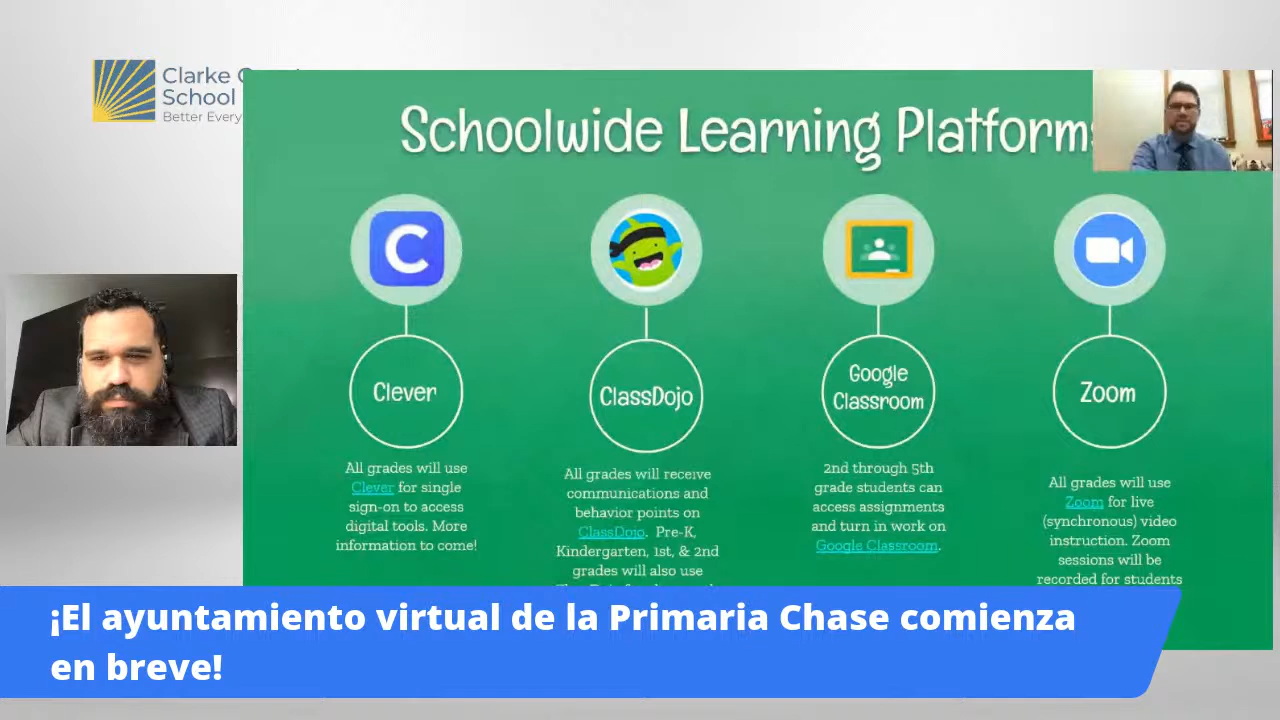 Clarke
School
Better Every
Schoolwide Learning Platforms
C
Clever
All grades will use
Clever for single
sign-on to access
digital tools. More
information to come!
ClassDojo
All grades will receive
communications and
behavior points on
ClassDojo. Pre-K,
Kindergarten, 1st, & 2nd
grades will also use
Google
Classroom
2nd through 5th
grade students can
access assignments
and turn in work on
Google Classroom.
Zoom
All grades will use
Zoom for live
(synchronous) video
instruction. Zoom
sessions will be
recorded for students
¡El ayuntamiento virtual de la Primaria Chase comienza
en breve!